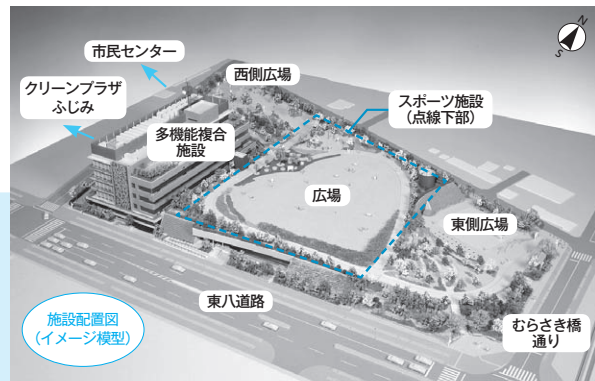 N
S
市民センター
西側広場
クリーンプラザ
ふじみ
スポーツ施設
(点線下部)
多機能複合
施設
広場
東側広場
東八道路
施設配置図
(イメージ模型)
むらさき橋
通り